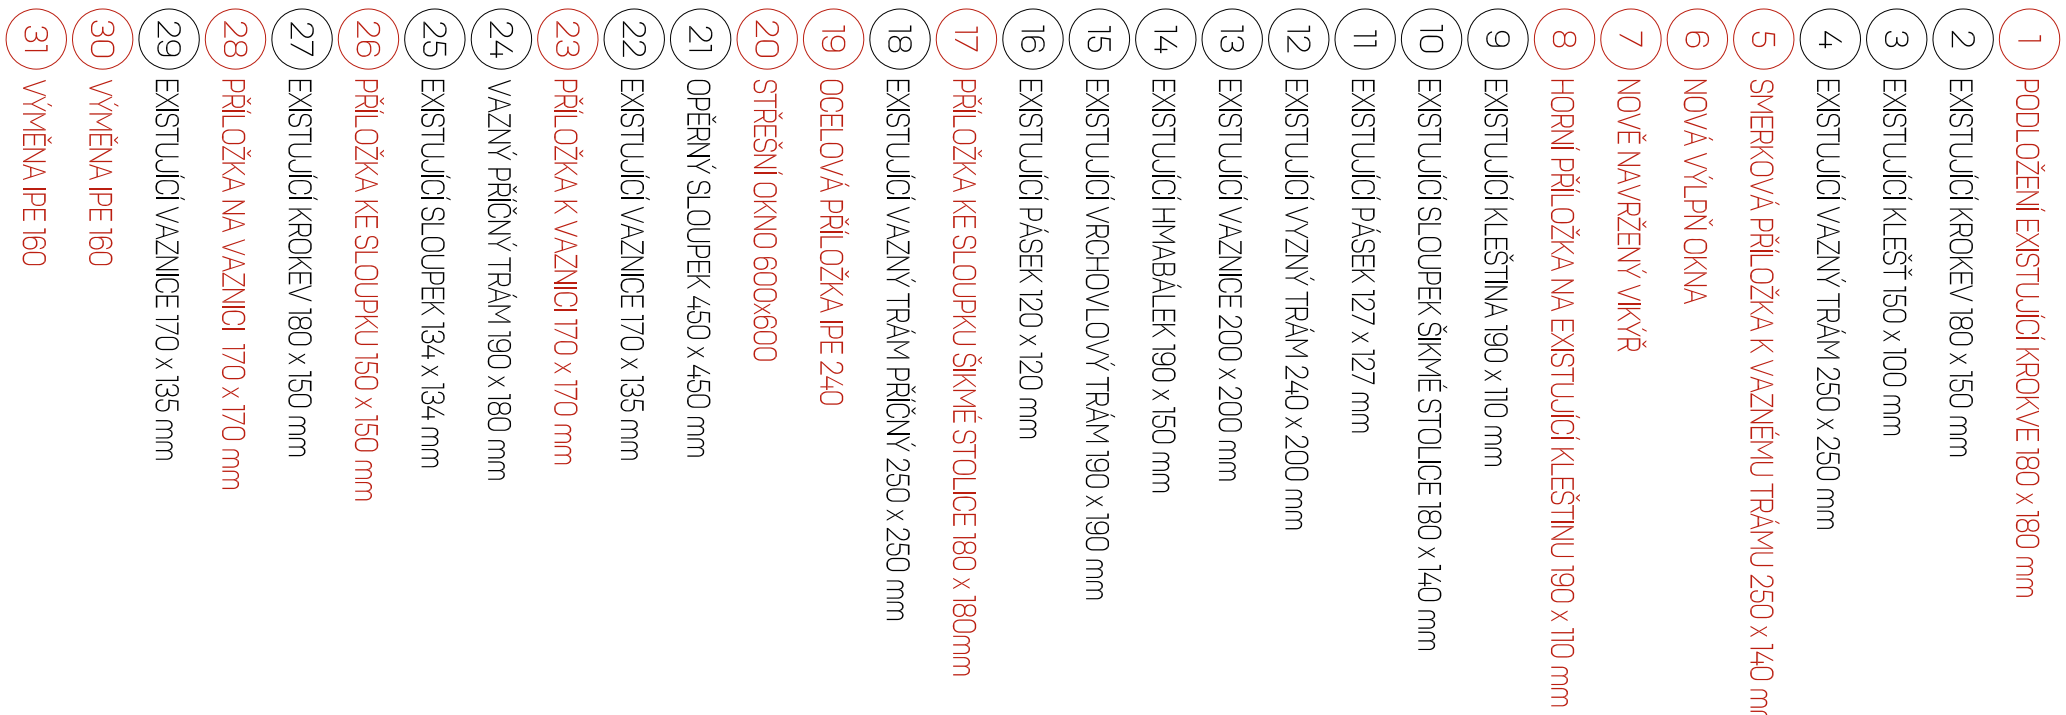 1 PODLOŽENÍ EXISTUJÍCÍ KROKVE 180 x 180 mm
2 EXISTUJÍCÍ KROKEV 180 x 150 mm
3 EXISTUJÍCÍ KLEŠŤ 150 x 100 mm
4 EXISTUJÍCÍ VAZNÝ TRÁM 250 x 250 mm
5 SMERKOVÁ PŘÍLOŽKA K VAZNÉMU TRÁMU 250 x 140 m
6 NOVÁ VÝLPŇ OKNA
7 NOVĚ NAVRŽENÝ VIKÝŘ
8 HORNÍ PŘÍLOŽKA NA EXISTUJÍCÍ KLEŠTINU 190 x 110 mm
9 EXISTUJÍCÍ KLEŠTINA 190 x 110 mm
10 EXISTUJÍCÍ SLOUPEK ŠIKMÉ STOLICE 180 x 140 mm
11 EXISTUJÍCÍ PÁSEK 127 x 127 mm
12 EXISTUJÍCÍ VYZNÝ TRÁM 240 x 200 mm
13 EXISTUJÍCÍ VAZNICE 200 x 200 mm
14 EXISTUJÍCÍ HMABÁLEK 190 x 150 mm
15 EXISTUJÍCÍ VRCHOVLOVÝ TRÁM 190 x 190 mm
16 EXISTUJÍCÍ PÁSEK 120 x 120 mm
17 PŘÍLOŽKA KE SLOUPKU ŠIKMÉ STOLICE 180 x 180mm
18 EXISTUJÍCÍ VAZNÝ TRÁM PŘÍČNÝ 250 x 250 mm
19 OCELOVÁ PŘÍLOŽKA IPE 240
20 STŘEŠNÍ OKNO 600x600
21 OPĚRNÝ SLOUPEK 450 x 450 mm
22 EXISTUJÍCÍ VAZNICE 170 x 135 mm
23 PŘÍLOŽKA K VAZNICI 170 x 170 mm
24 VAZNÝ PŘÍČNÝ TRÁM 190 x 180 mm
25 EXISTUJÍCÍ SLOUPEK 134 x 134 mm
26 PŘÍLOŽKA KE SLOUPKU 150 x 150 mm
27 EXISTUJÍCÍ KROKEV 180 x 150 mm
28 PŘÍLOŽKA NA VAZNICI 170 x 170 mm
29 EXISTUJÍCÍ VAZNICE 170 x 135 mm
30 VÝMĚNA IPE 160
31 VÝMĚNA IPE 160